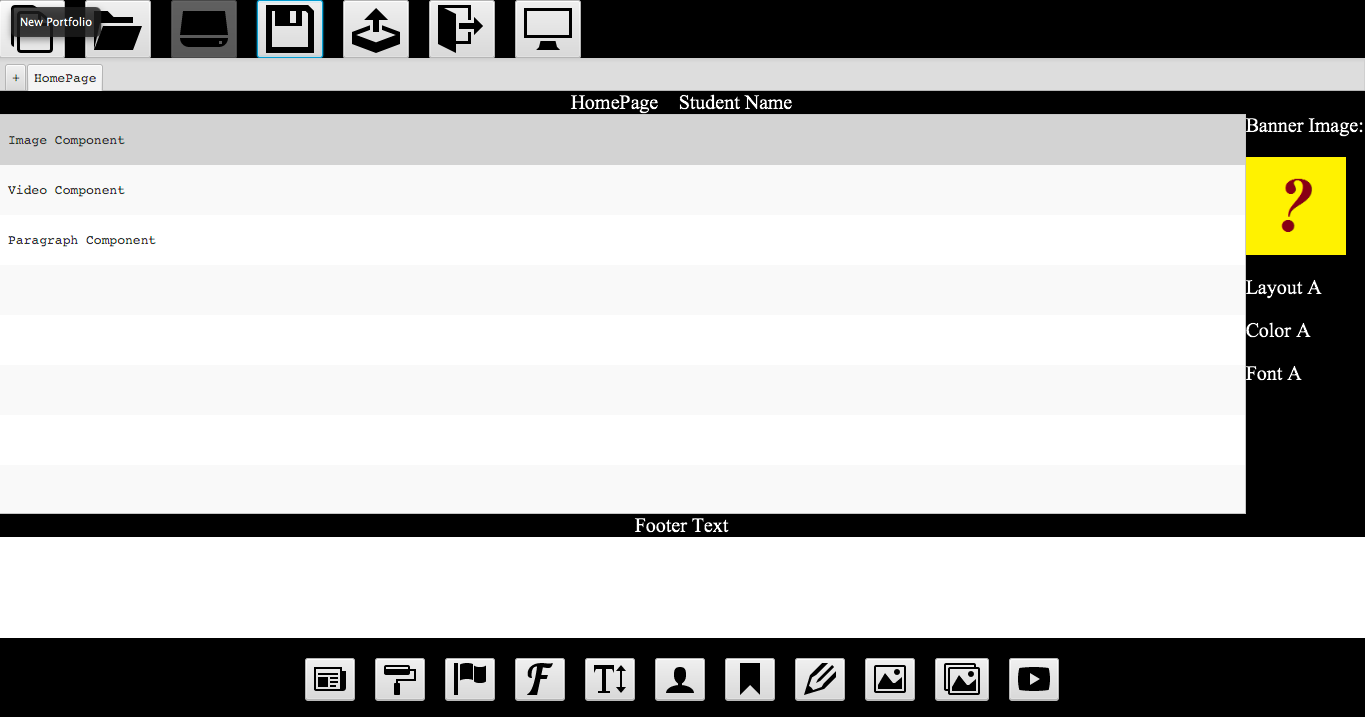 New Portfolio
+ HomePage
HomePage Student Name
Image Component
Video Component
Paragraph Component
Banner Image:
?
Layout A
Color A
Font A
Footer Text
F T